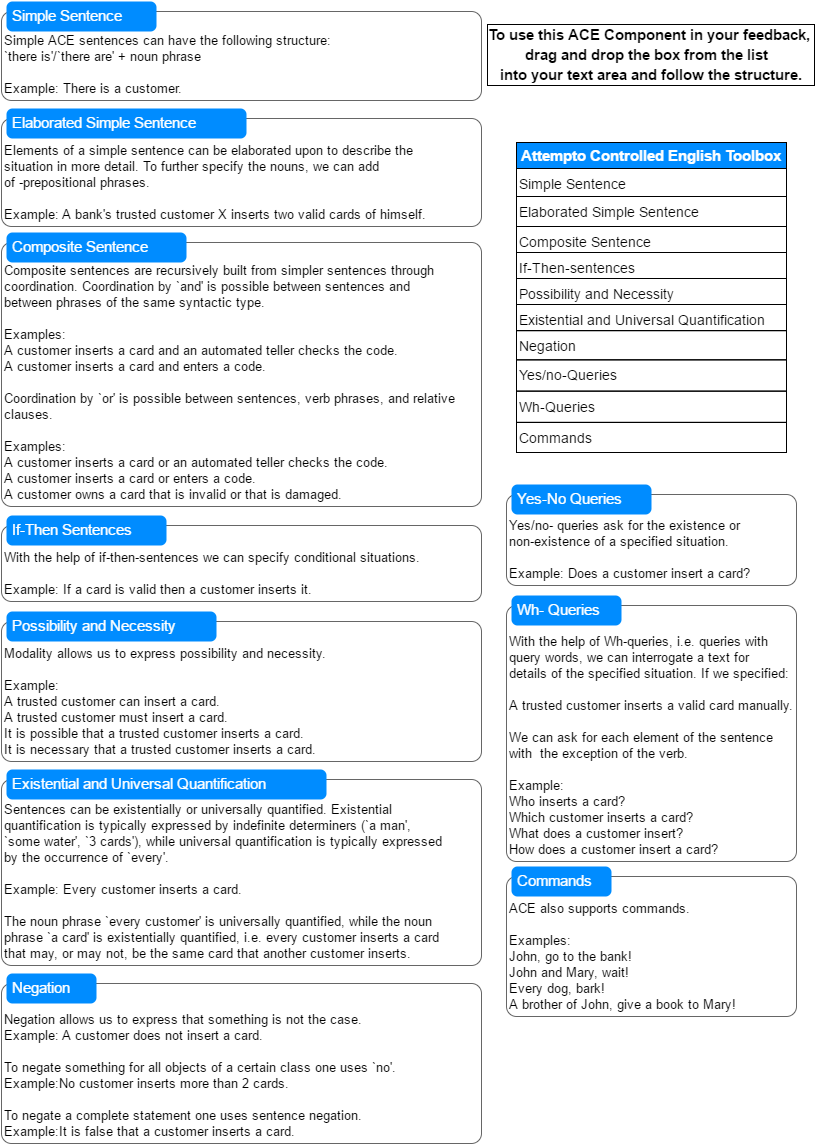 Simple Sentence
Simple ACE sentences can have the following structure:
`there is'/`there are' + noun phrase
Example: There is a customer.
Elaborated Simple Sentence
Elements of a simple sentence can be elaborated upon to describe the
situation in more detail. To further specify the nouns, we can add
of -prepositional phrases.
Example: A bank's trusted customer X inserts two valid cards of himself.
Composite Sentence
Composite sentences are recursively built from simpler sentences through
coordination. Coordination by `and' is possible between sentences and
between phrases of the same syntactic type.
Examples:
A customer inserts a card and an automated teller checks the code.
A customer inserts a card and enters a code.
Coordination by `or' is possible between sentences, verb phrases, and relative
clauses.
Examples:
A customer inserts a card or an automated teller checks the code.
A customer inserts a card or enters a code.
A customer owns a card that is invalid or that is damaged.
If-Then Sentences
With the help of if-then-sentences we can specify conditional situations.
Example: If a card is valid then a customer inserts it.
Possibility and Necessity
Modality allows us to express possibility and necessity.
Example:
A trusted customer can insert a card.
A trusted customer must insert a card.
It is possible that a trusted customer inserts a card.
It is necessary that a trusted customer inserts a card.
Existential and Universal Quantification
Sentences can be existentially or universally quantified. Existential
quantification is typically expressed by indefinite determiners (`a man',
`some water', `3 cards'), while universal quantification is typically expressed
by the occurrence of `every'.
Example: Every customer inserts a card.
The noun phrase `every customer' is universally quantified, while the noun
phrase `a card' is existentially quantified, i.e. every customer inserts a card
that may, or may not, be the same card that another customer inserts.
Negation
Negation allows us to express that something is not the case.
Example: A customer does not insert a card.
To negate something for all objects of a certain class one uses `no'.
Example:No customer inserts more than 2 cards.
To negate a complete statement one uses sentence negation.
Example:It is false that a customer inserts a card.
To use this ACE Component in your feedback,
drag and drop the box from the list
into your text area and follow the structure.
Attempto Controlled English Toolbox
Simple Sentence
Elaborated Simple Sentence
Composite Sentence
If-Then-sentences
Possibility and Necessity
Existential and Universal Quantification
Negation
Yes/no-Queries
Wh-Queries
Commands
Yes-No Queries
Yes/no- queries ask for the existence or
non-existence of a specified situation.
Example: Does a customer insert a card?
Wh- Queries
With the help of Wh-queries, i.e. queries with
query words, we can interrogate a text for
details of the specified situation. If we specified:
A trusted customer inserts a valid card manually.
We can ask for each element of the sentence
with  the exception of the verb.
Example:
Who inserts a card?
Which customer inserts a card?
What does a customer insert?
How does a customer insert a card?
Commands
ACE also supports commands.
Examples:
John, go to the bank!
John and Mary, wait!
Every dog, bark!
A brother of John, give a book to Mary!